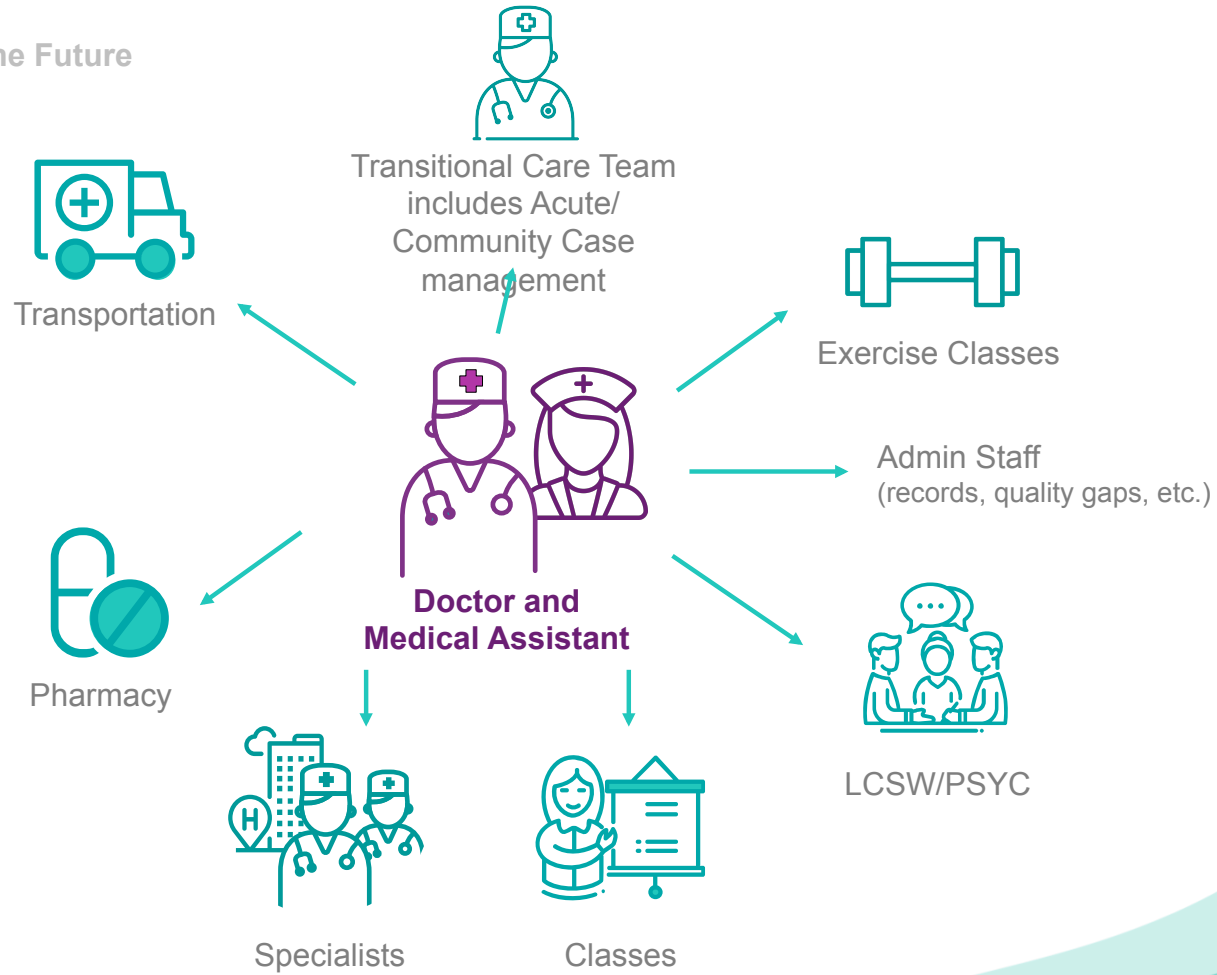 ne Future
Transitional Care Team
includes Acute/
Community Case
management
Transportation
Exercise Classes
Admin Staff
(records, quality gaps, etc.)
Doctor and
Medical Assistant
Pharmacy
H
LCSW/PSYC
Specialists
Classes